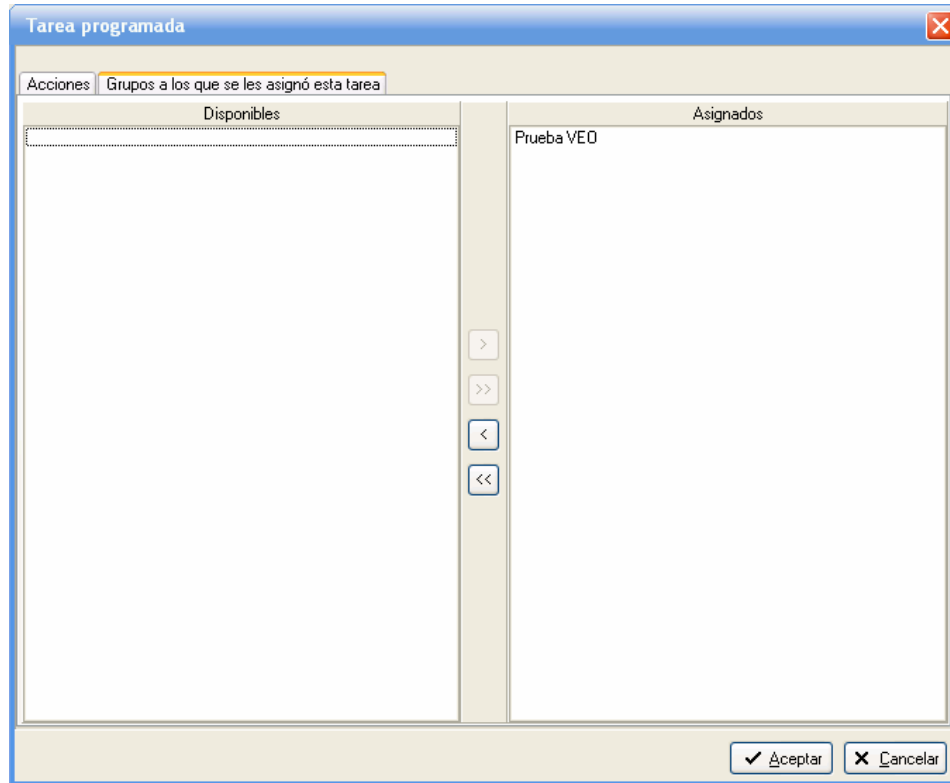 Tarea programada
Acciones
Grupos a los que se les asignó esta tarea
Disponibles
Asignados
Prueba VEO
>
>>
<
<<
Aceptar
Cancelar